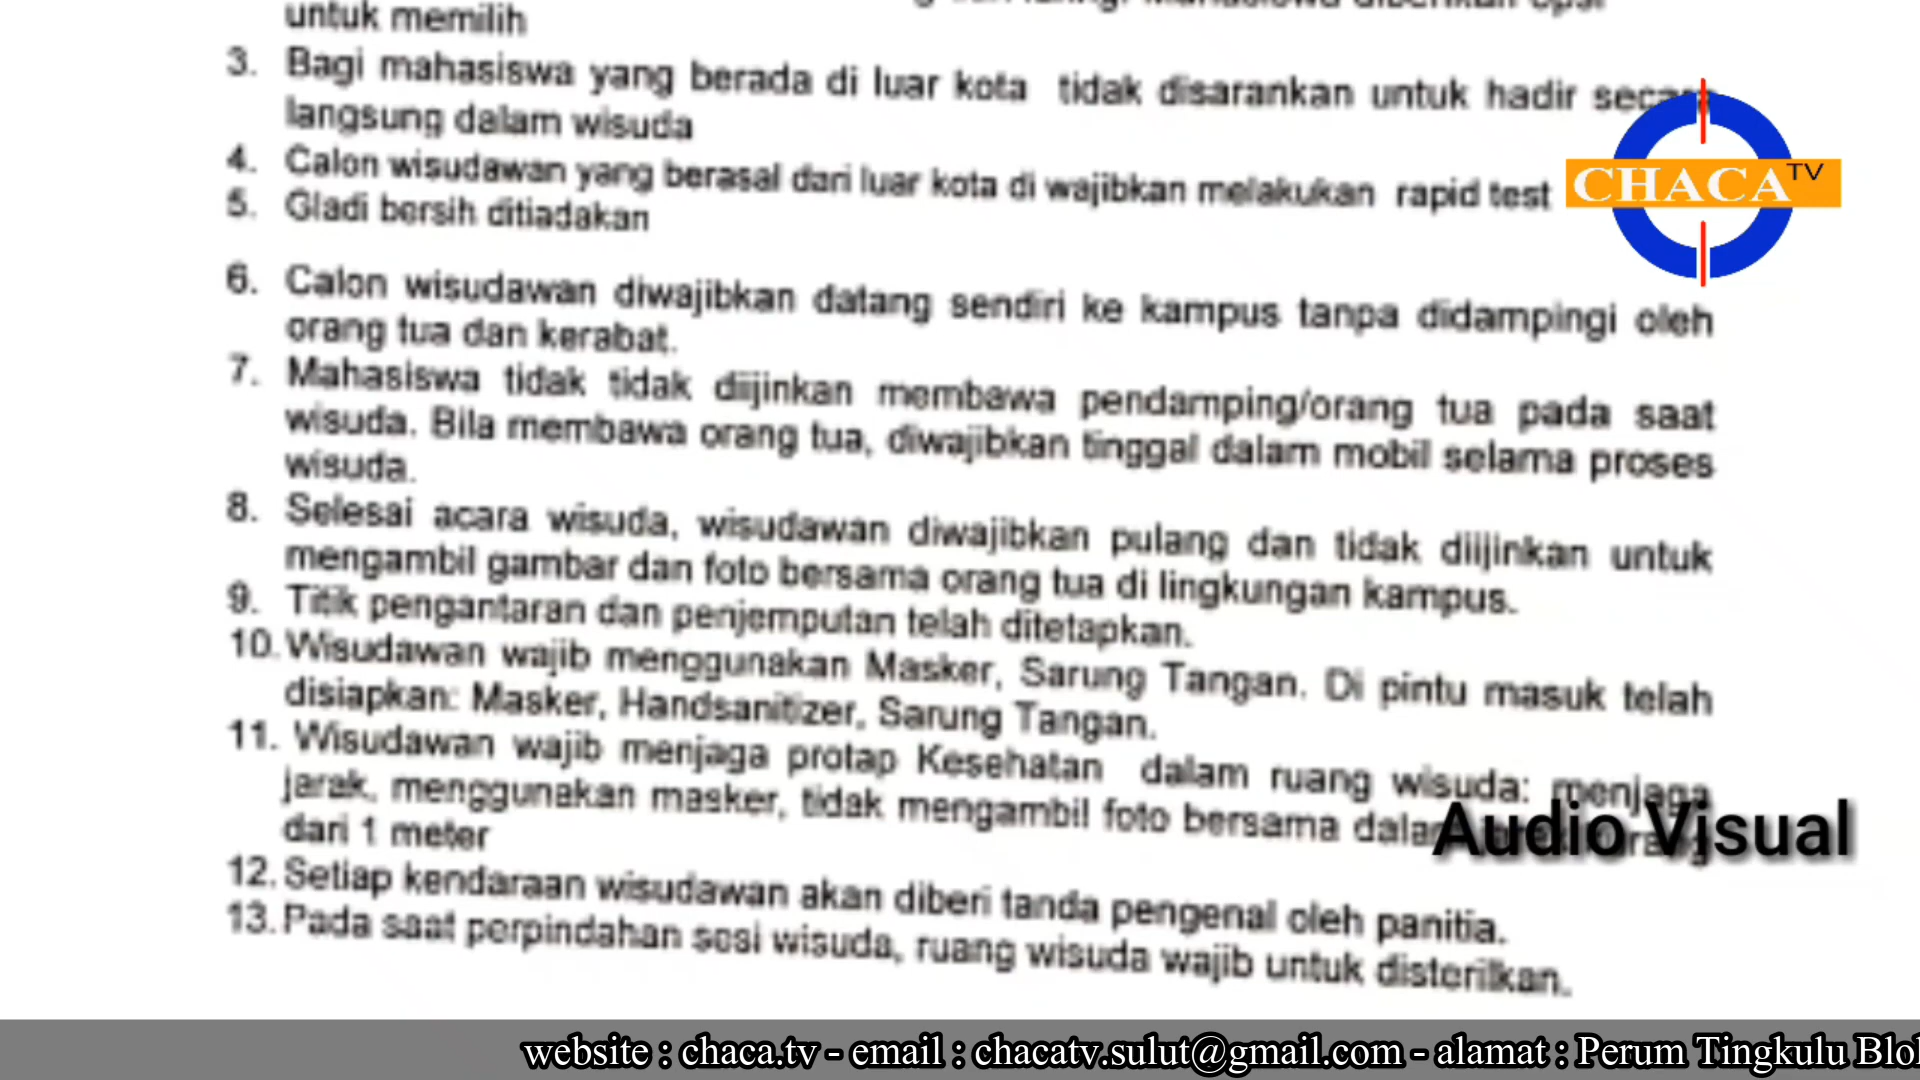 untuk memilih
3. Bagi mahasiswa yang berada di luar kota tidak disarankan untuk hadir secara
langsung dalam wisuda
4. Calon wisudawan yang berasal dari luar kota di wajibkan melakukan rapid test
5. Gladi bersih ditiadakan
6. Calon wisudawan diwajibkan datang sendiri ke kampus tanpa didampingi oleh
orang tua dan kerabat.
7. Mahasiswa tidak tidak diijinkan membawa pendamping/orang tua pada saat
wisuda. Bila membawa orang tua, diwajibkan tinggal dalam mobil selama proses
wisuda.
8. Selesai acara wisuda, wisudawan diwajibkan pulang dan tidak diijinkan untuk
mengambil gambar dan foto bersama orang tua di lingkungan kampus.
9. Titik pengantaran dan penjemputan telah ditetapkan.
10. Wisudawan wajib menggunakan Masker, Sarung Tangan. Di pintu masuk telah
disiapkan: Masker, Handsanitizer, Sarung Tangan.
11. Wisudawan wajib menjaga protap Kesehatan dalam ruang wisuda: menjaga
jarak, menggunakan masker, tidak mengambil foto bersama
dari 1 meter
12. Setiap kendaraan wisudawan akan diberi tanda pengenal oleh panitia.
13. Pada saat perpindahan sesi wisuda, ruang wisuda wajib untuk disterilkan.
CHACA TV
Audio Visual
website : chaca.tv - email : chacatv.sulut@gmail.com - alamat : Perum Tingkulu